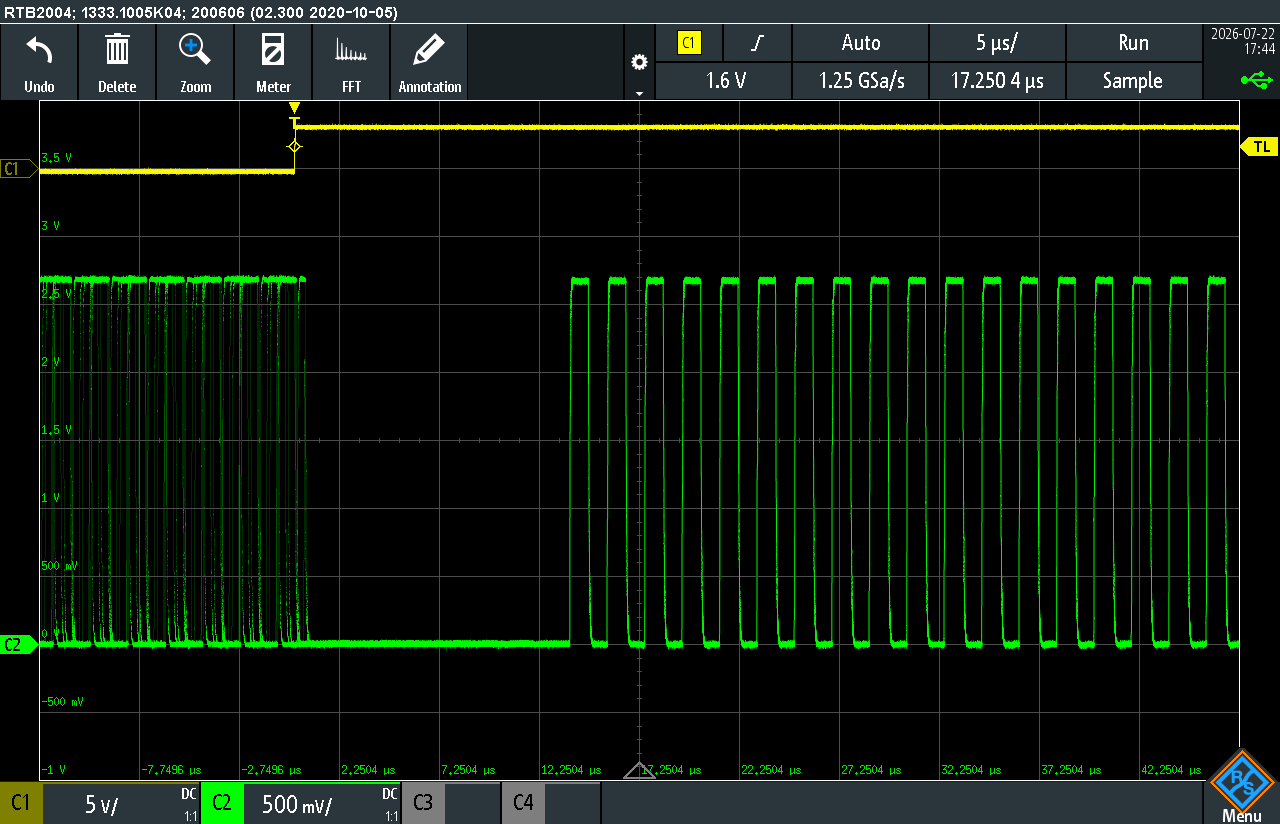 RTB2004; 1333.1005K04; 200606 (02.300 2020-10-05)
Undo
Delete
Zoom
Meter
FFT
Annotation
C1
Auto
5 µs/
Run
1.6 V
1.25 GSa/s
17.250 4 µs
Sample
2026-07-22
17:44
T
TL
C1
3.5 V
3 V
2.5 V
2 V
1.5 V
1 V
500 mV
C2
0 V
-500 mV
-1 V
-7.7496 µs
-2.7496 µs
2.2504 µs
7.2504 µs
12.2504 µs
17.2504 µs
22.2504 µs
27.2504 µs
32.2504 µs
37.2504 µs
42.2504 µs
C1
5 V/
DC
1:1
C2
500 mV/
DC
1:1
C3
C4
R S
Menu